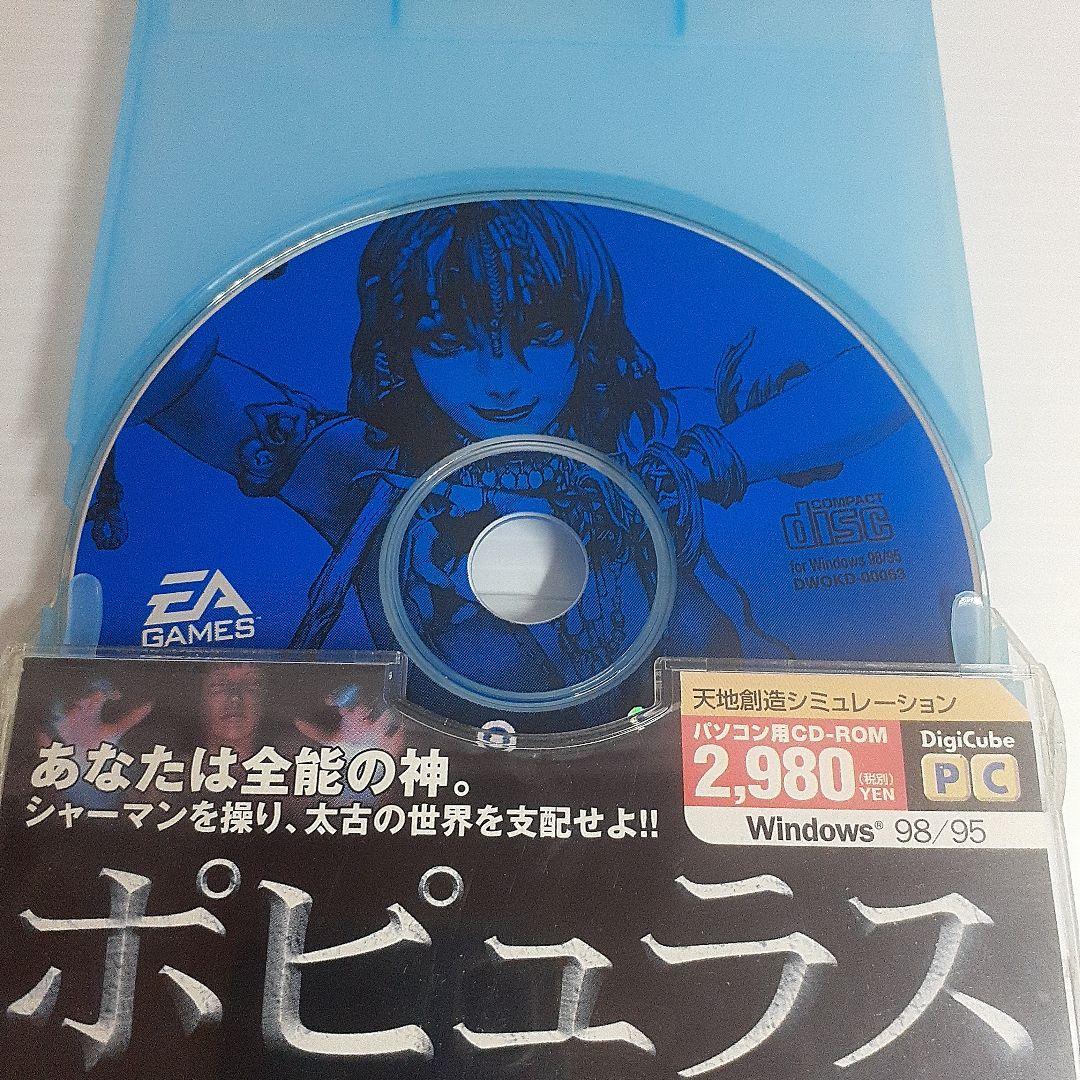 COMPACT
disc
for Windows 98/95
DWQKD-00063
EA
GAMES™
天地創造シミュレーション
パソコン用CD-ROM
2,980(税別)YEN
DigiCube
PC
Windows® 98/95
あなたは全能の神。
シャーマンを操り、太古の世界を支配せよ!!
ポピュラス